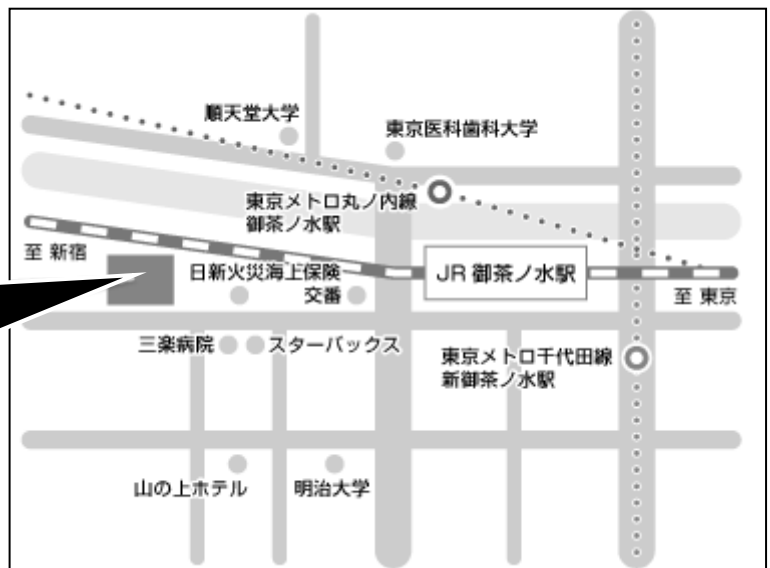 順天堂大学
東京医科歯科大学
東京メトロ丸ノ内線
御茶ノ水駅
至 新宿
日新火災海上保険
交番
JR 御茶ノ水駅
至 東京
三楽病院
スターバックス
東京メトロ千代田線
新御茶ノ水駅
山の上ホテル
明治大学